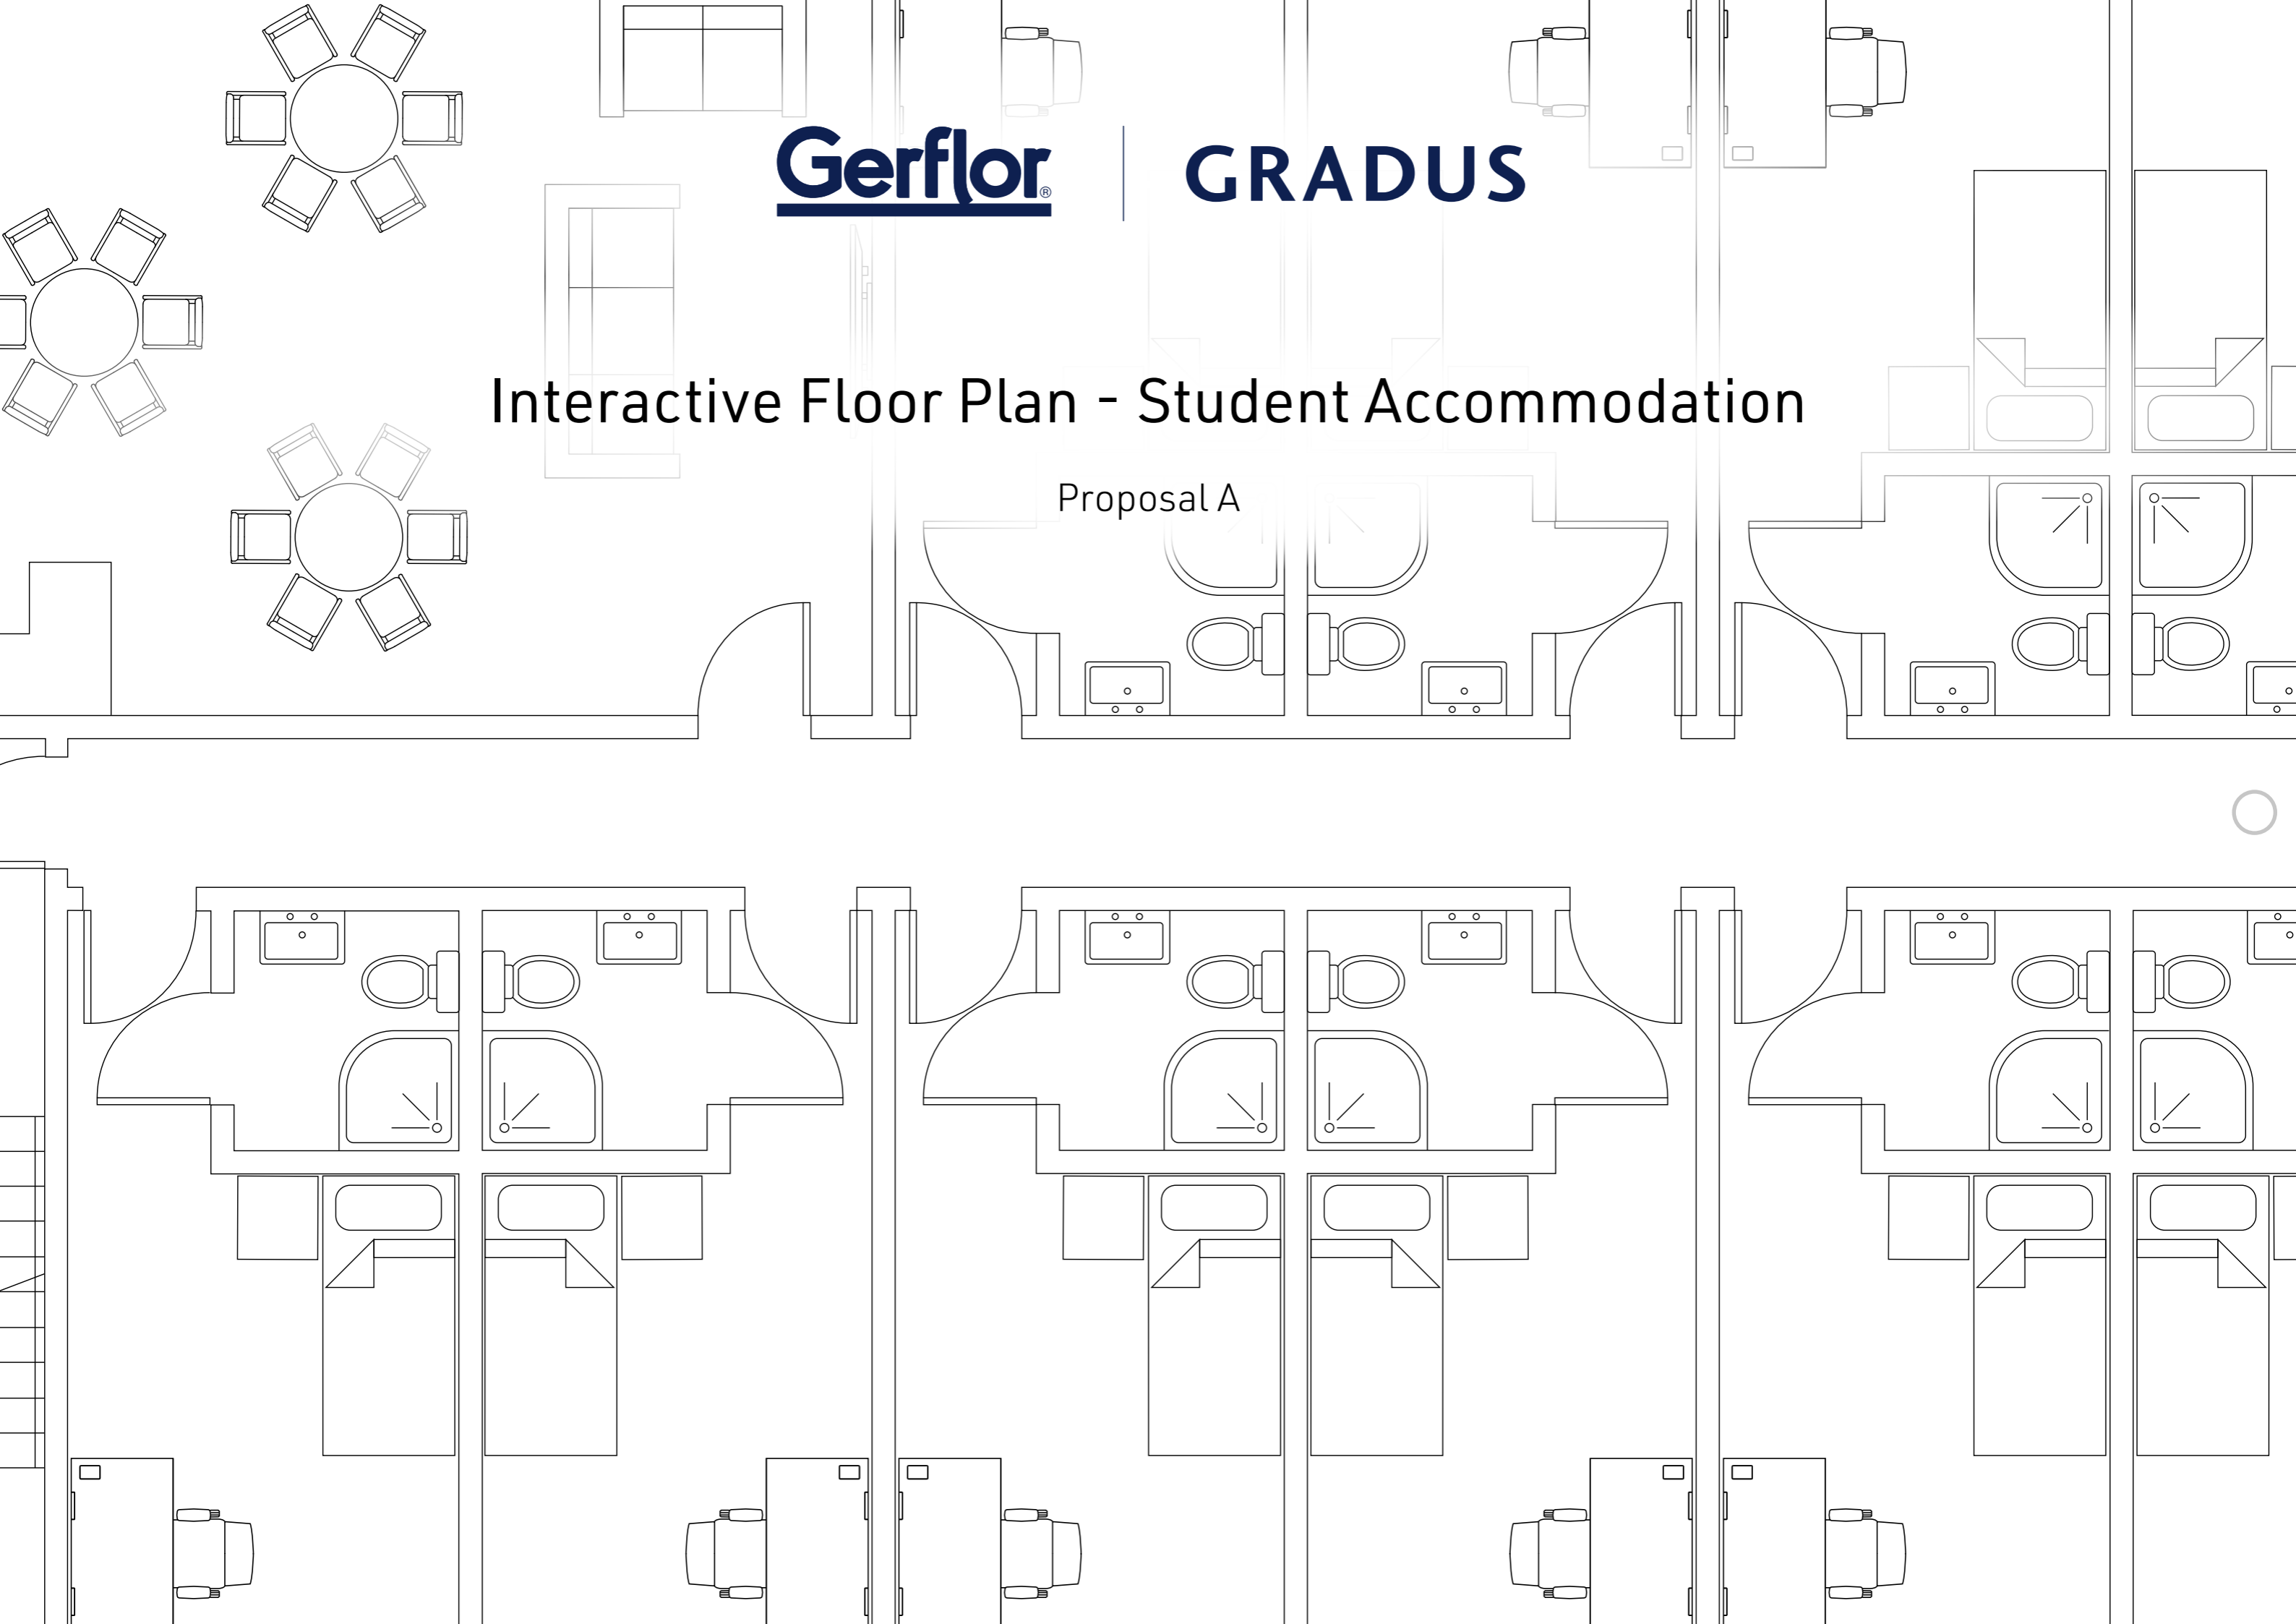 Gerflor® GRADUS
Interactive Floor Plan - Student Accommodation
Proposal A